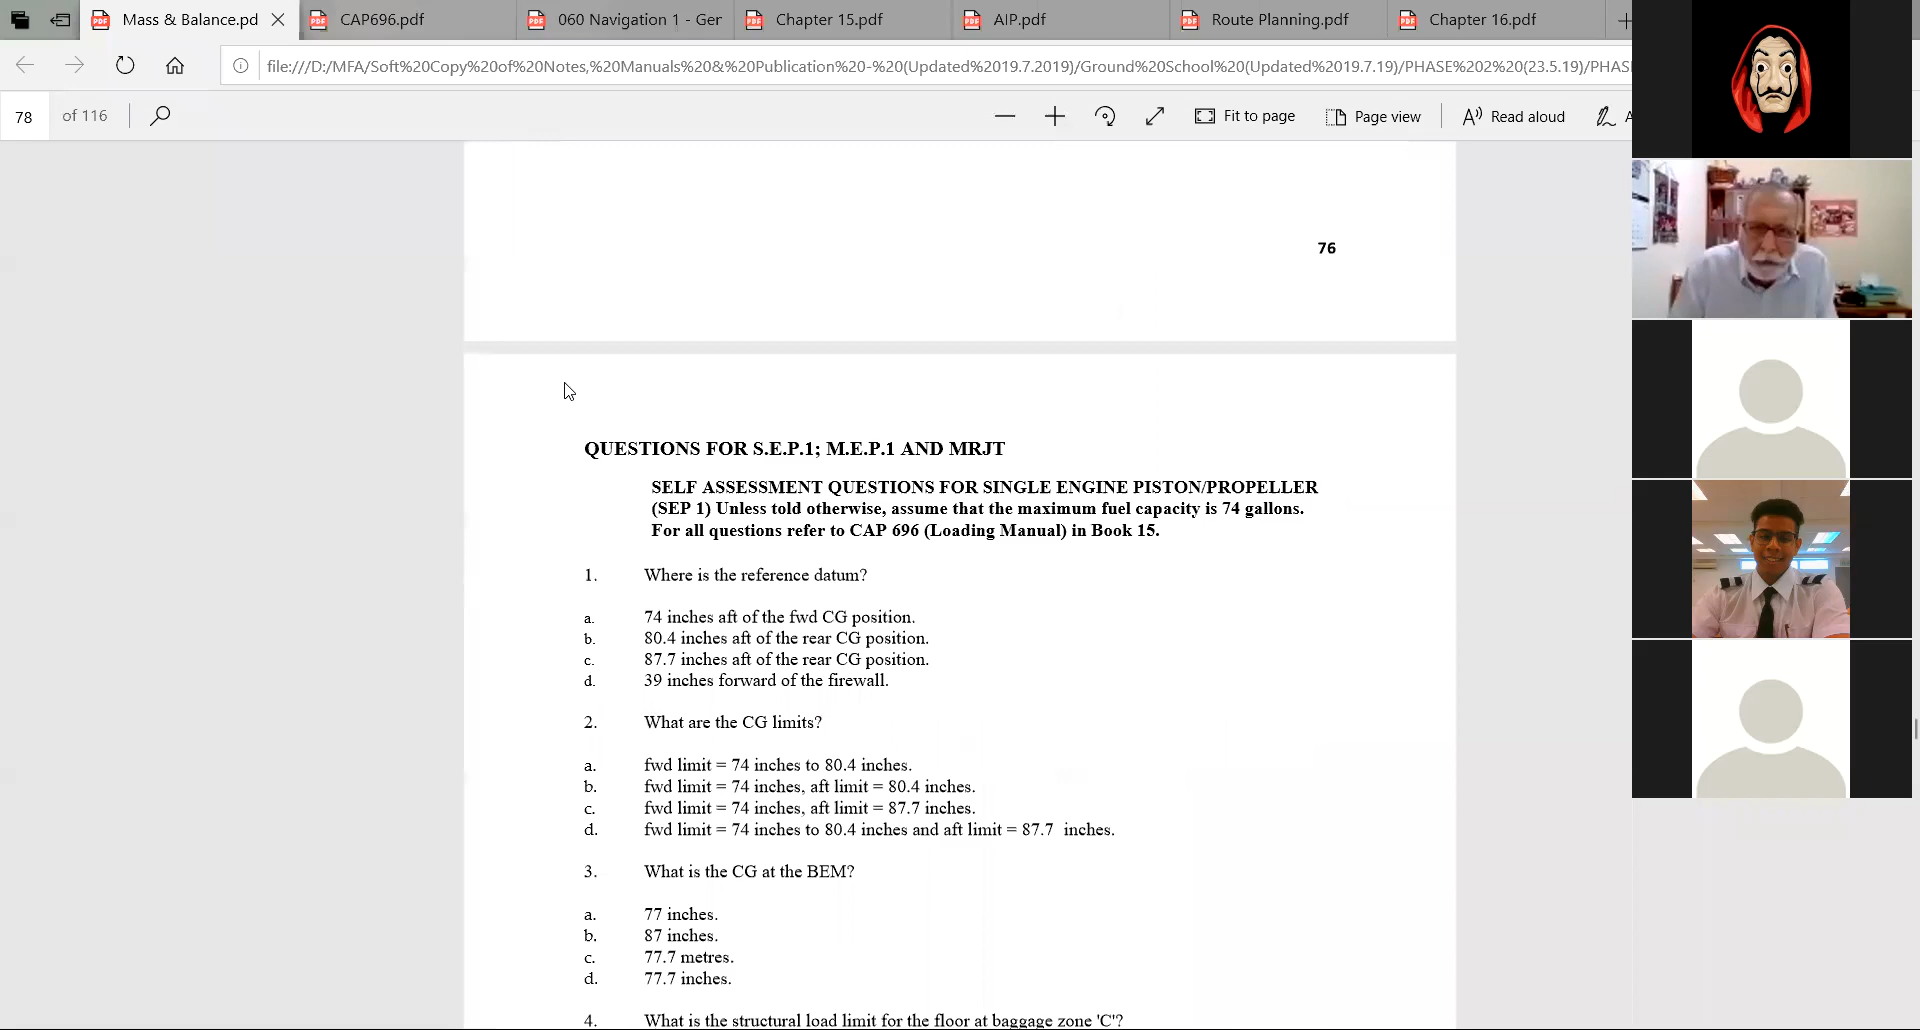 Mass & Balance.pd
CAP696.pdf
060 Navigation 1 - Ger
Chapter 15.pdf
AIP.pdf
Route Planning.pdf
Chapter 16.pdf
file:///D:/MFA/Soft%20Copy%20of%20Notes,%20Manuals%20&%20Publication%20-%20(Updated%2019.7.2019)/Ground%20School%20(Updated%2019.7.19)/PHASE%202%20(23.5.19)/PHAS
78 of 116
Fit to page
Page view
Read aloud
76
QUESTIONS FOR S.E.P.1; M.E.P.1 AND MRJT
SELF ASSESSMENT QUESTIONS FOR SINGLE ENGINE PISTON/PROPELLER
(SEP 1) Unless told otherwise, assume that the maximum fuel capacity is 74 gallons.
For all questions refer to CAP 696 (Loading Manual) in Book 15.
1. Where is the reference datum?
a. 74 inches aft of the fwd CG position.
b. 80.4 inches aft of the rear CG position.
c. 87.7 inches aft of the rear CG position.
d. 39 inches forward of the firewall.
2. What are the CG limits?
a. fwd limit = 74 inches to 80.4 inches.
b. fwd limit = 74 inches, aft limit = 80.4 inches.
c. fwd limit = 74 inches, aft limit = 87.7 inches.
d. fwd limit = 74 inches to 80.4 inches and aft limit = 87.7 inches.
3. What is the CG at the BEM?
a. 77 inches.
b. 87 inches.
c. 77.7 metres.
d. 77.7 inches.
4. What is the structural load limit for the floor at baggage zone 'C'?